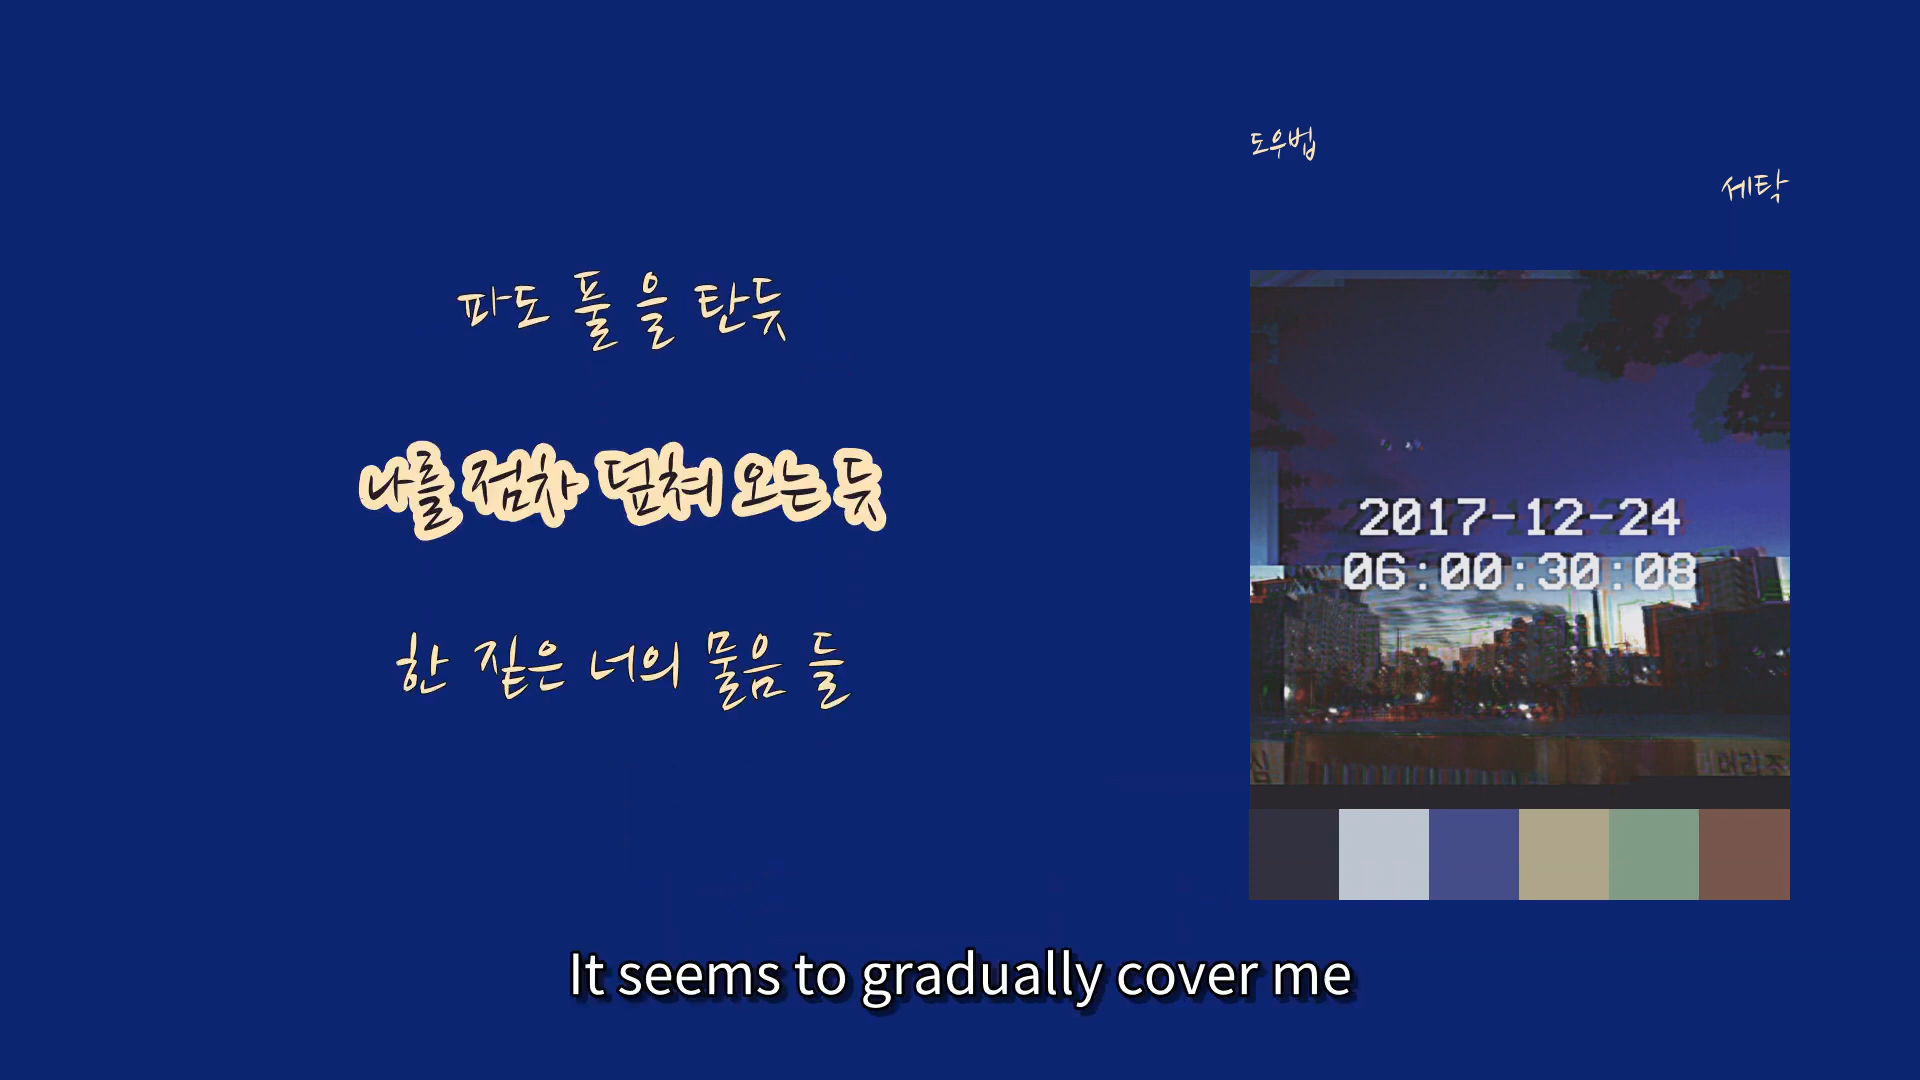 도우법
세탁
파도 풀 을 탄듯
나를 점차 덮쳐 오는 듯
한 짙은 너의 물음 들
2017-12-24
06:00:30:08
It seems to gradually cover me